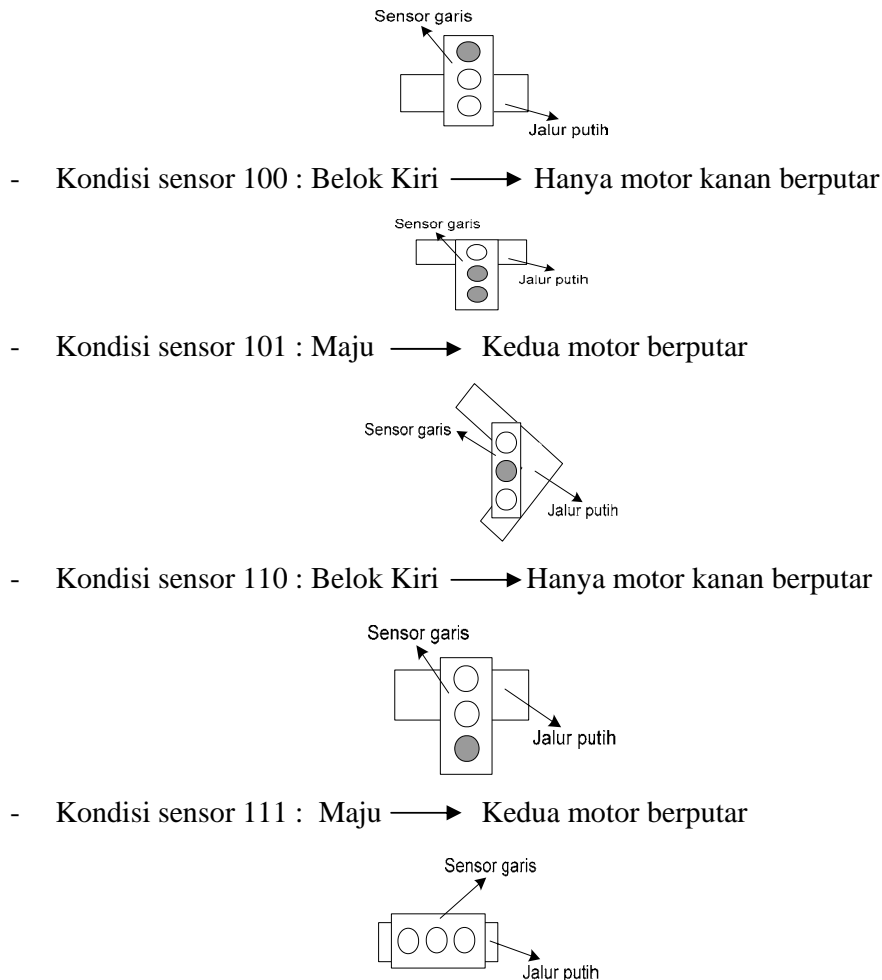 Sensor garis
Jalur putih
- Kondisi sensor 100 : Belok Kiri Hanya motor kanan berputar
Sensor garis
Jalur putih
- Kondisi sensor 101 : Maju Kedua motor berputar
Sensor garis
Jalur putih
- Kondisi sensor 110 : Belok Kiri Hanya motor kanan berputar
Sensor garis
Jalur putih
- Kondisi sensor 111 : Maju Kedua motor berputar
Sensor garis
Jalur putih